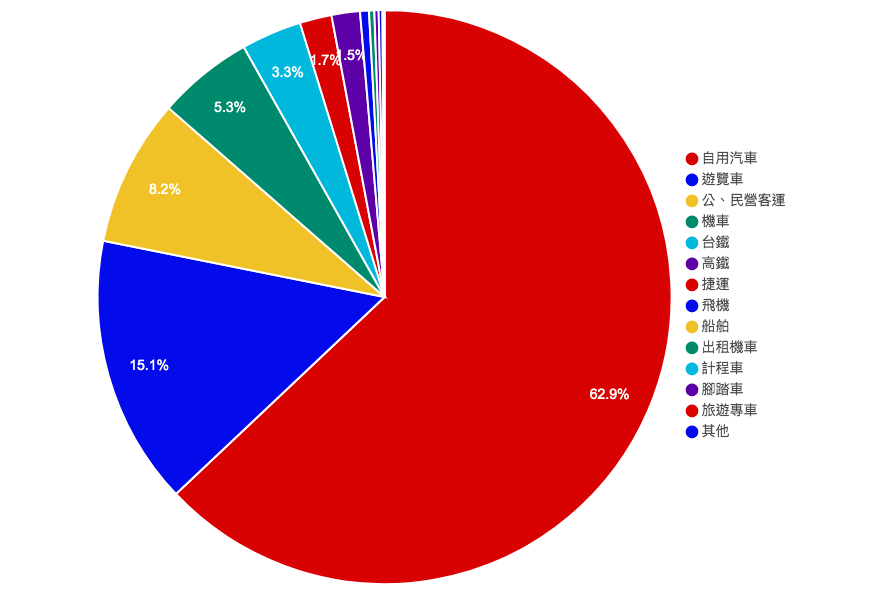 1.5%
1.7%
3.3%
5.3%
8.2%
15.1%
62.9%
自用汽車
遊覽車
公、民營客運
機車
台鐵
高鐵
捷運
飛機
船舶
出租機車
計程車
腳踏車
旅遊專車
其他